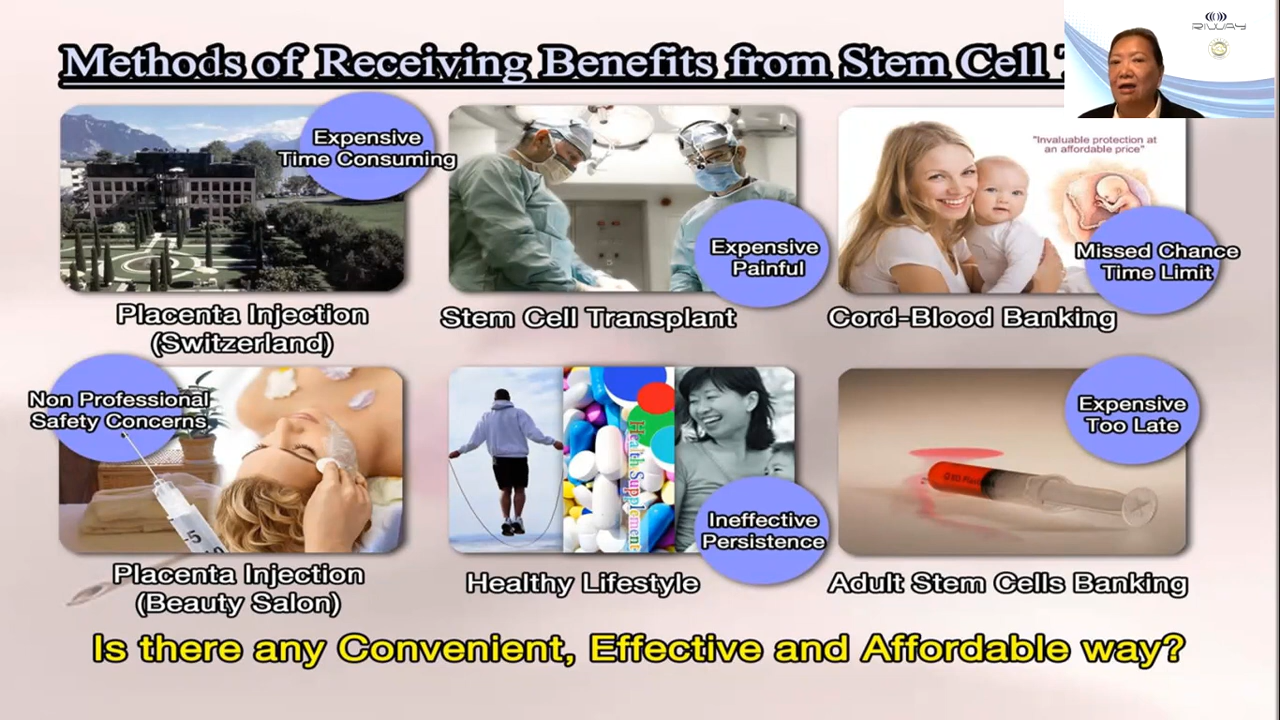 Methods of Receiving Benefits from Stem Cell
RIWAY
Expensive
Time Consuming
Expensive
Painful
"Invaluable protection at
an affordable price"
Missed Chance
Time Limit
Placenta Injection
(Switzerland)
Stem Cell Transplant
Cord-Blood Banking
Non Professional
Safety Concerns
Health Supplement
Ineffective
Persistence
Expensive
Too Late
-5
10
Placenta Injection
(Beauty Salon)
Healthy Lifestyle
Adult Stem Cells Banking
Is there any Convenient, Effective and Affordable way?